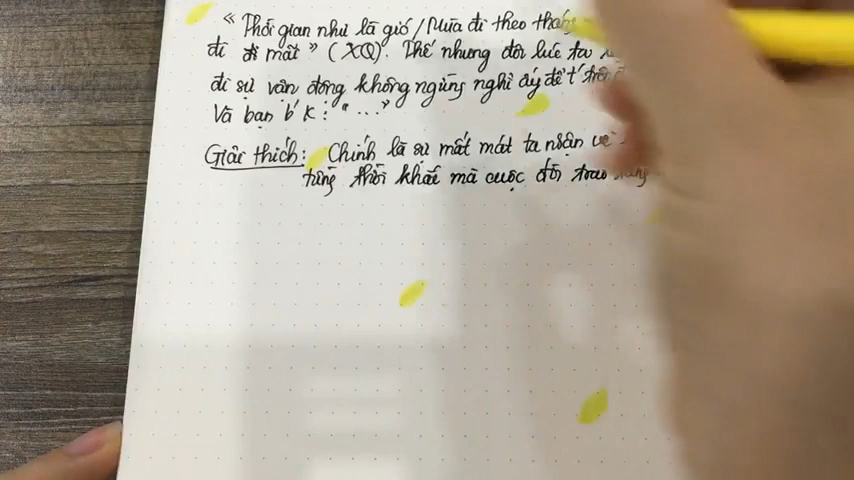 " Thời gian như là gió / Mùa đi theo tháng
đi đi mất " (XQ). Thế nhưng đôi lúc ta
đi sự vận động không ngừng nghỉ ấy để
Và bạn b' K : " ... "
Giải thích : Chính là sự mất mát ta nhận về
từng thời khắc mà cuộc đời trao